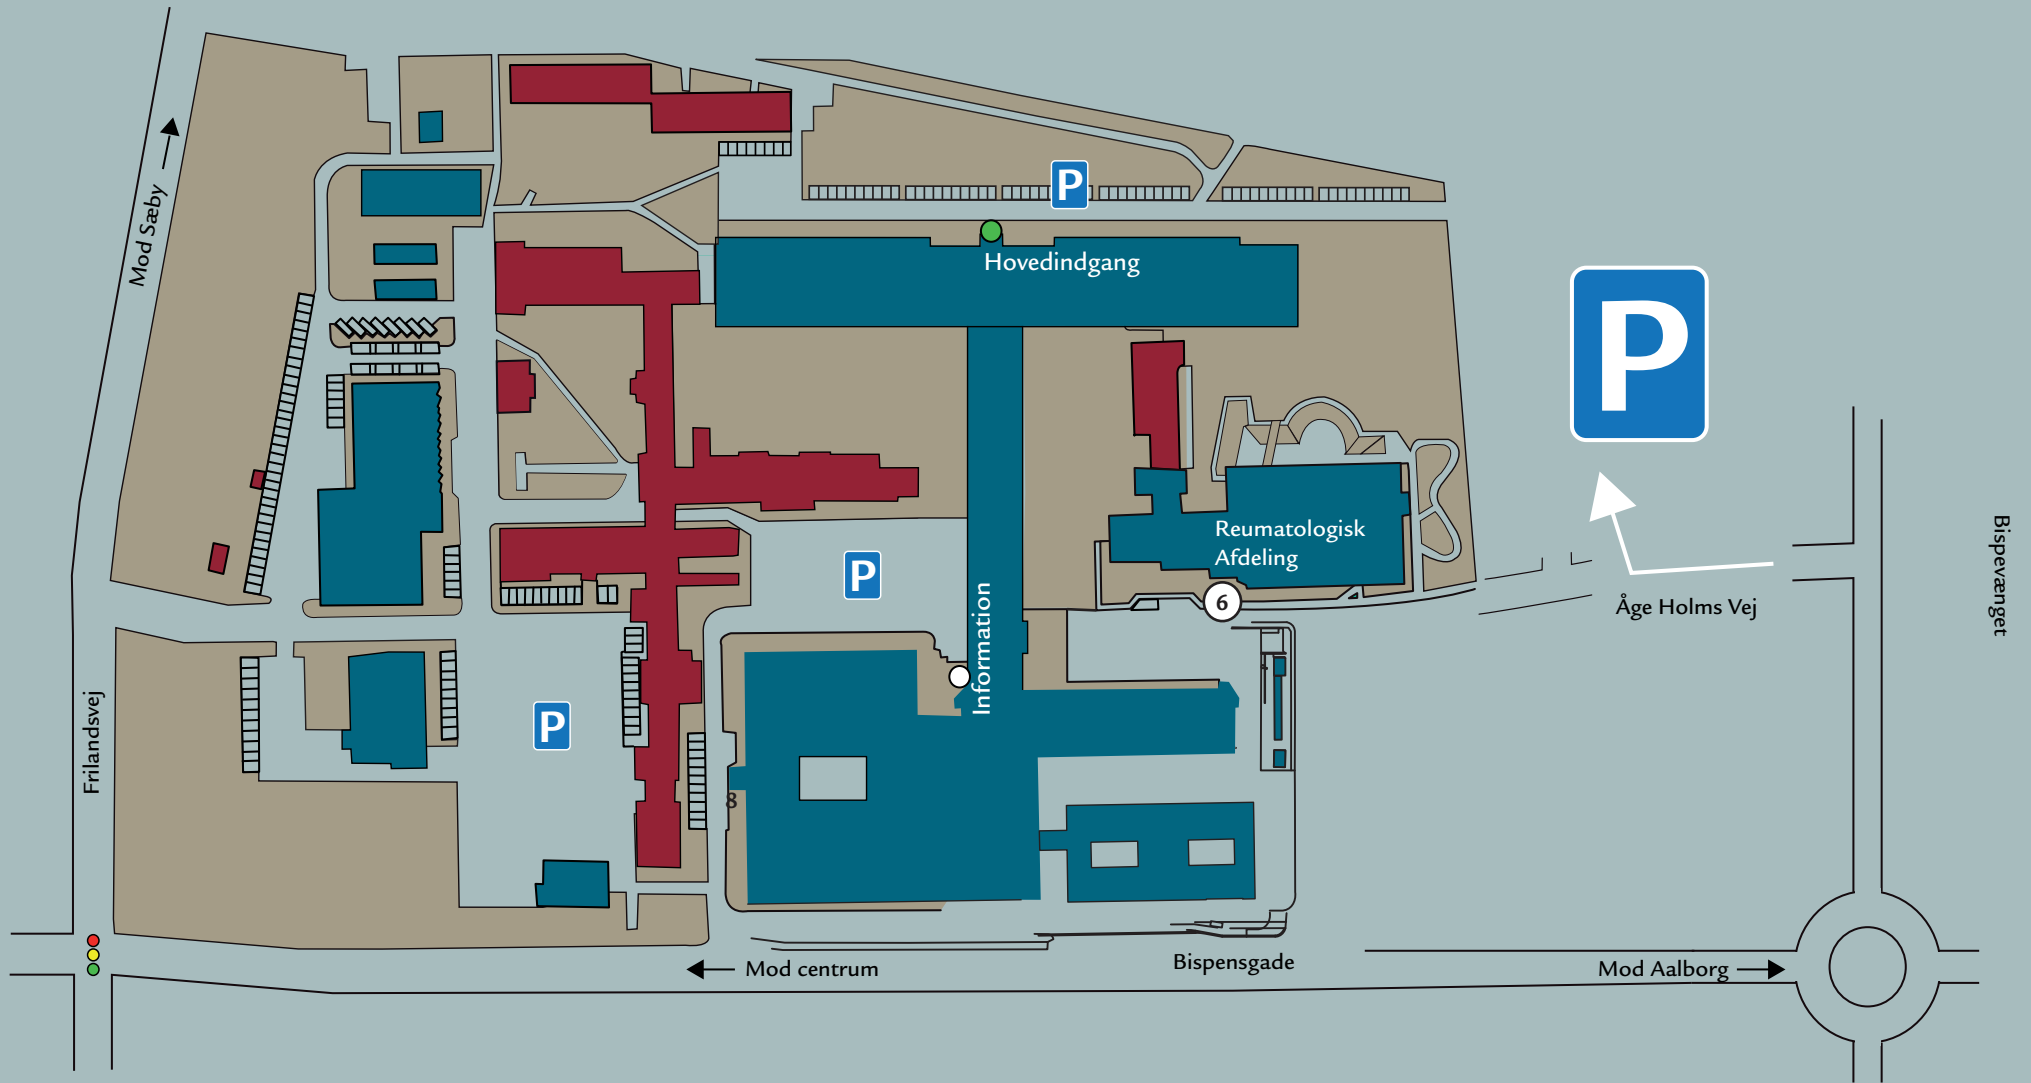 P
Mod Sæby
Hovedindgang
P
Reumatologisk
Afdeling
Bispevænget
P
Information
6
Åge Holms Vej
P
Frilandsvej
8
Mod centrum
Bispensgade
Mod Aalborg
P